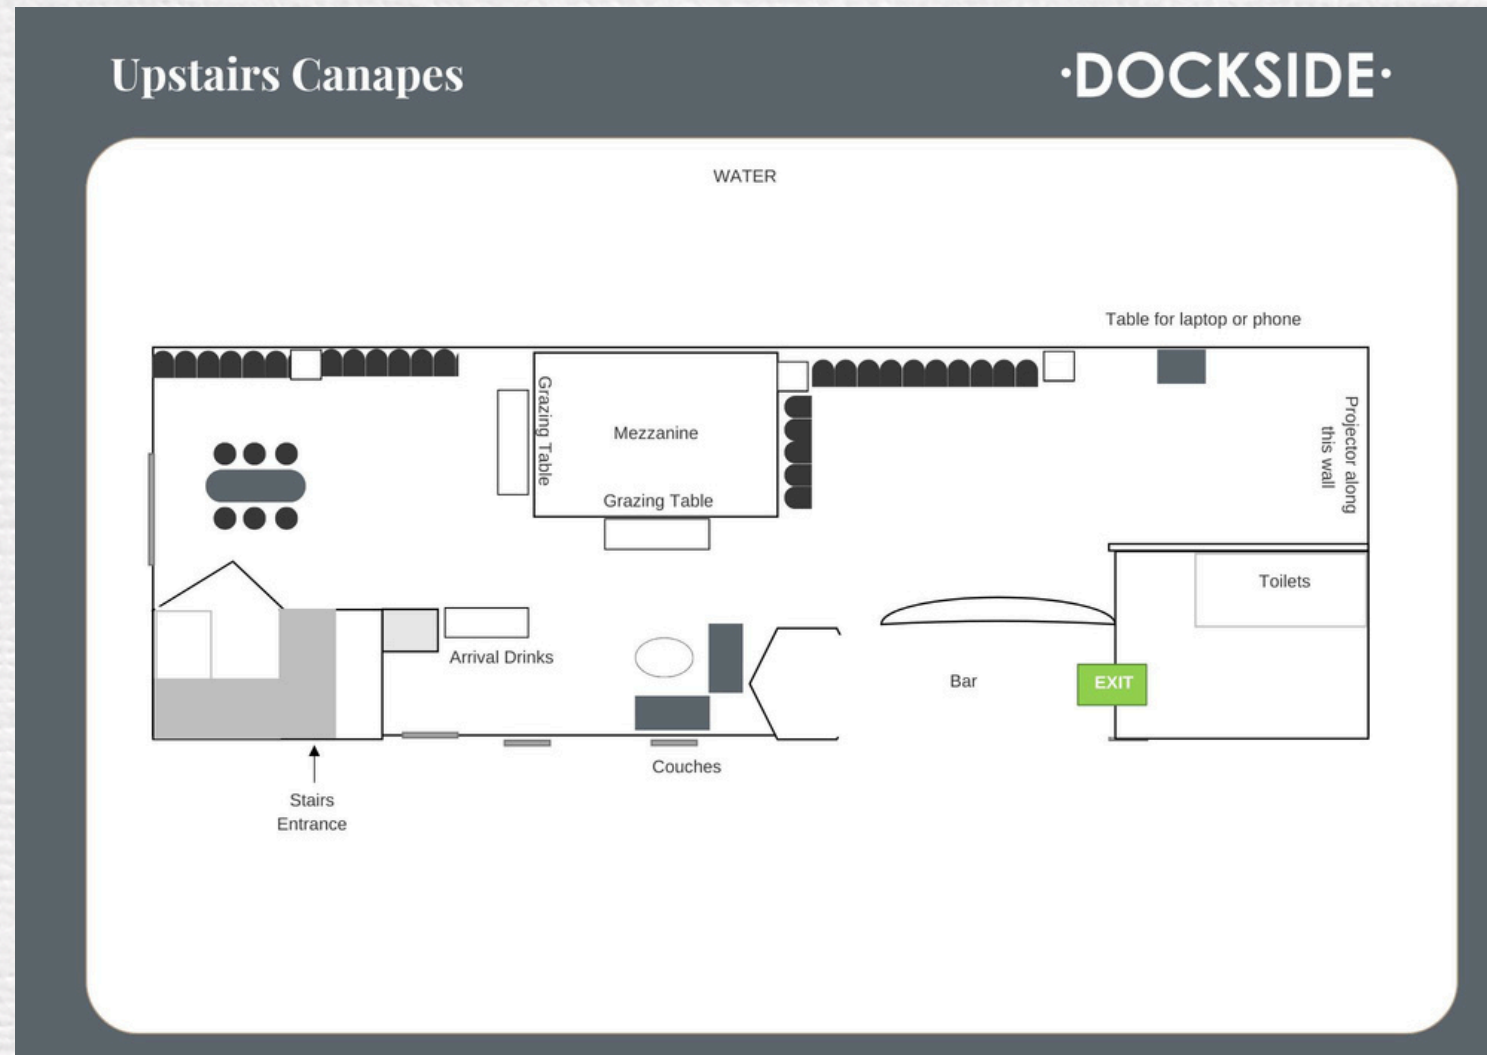 Upstairs Canapes
·DOCKSIDE·
WATER
Table for laptop or phone
Grazing Table
Mezzanine
Grazing Table
Projector along
this wall
Toilets
Arrival Drinks
Bar
EXIT
Couches
Stairs
Entrance